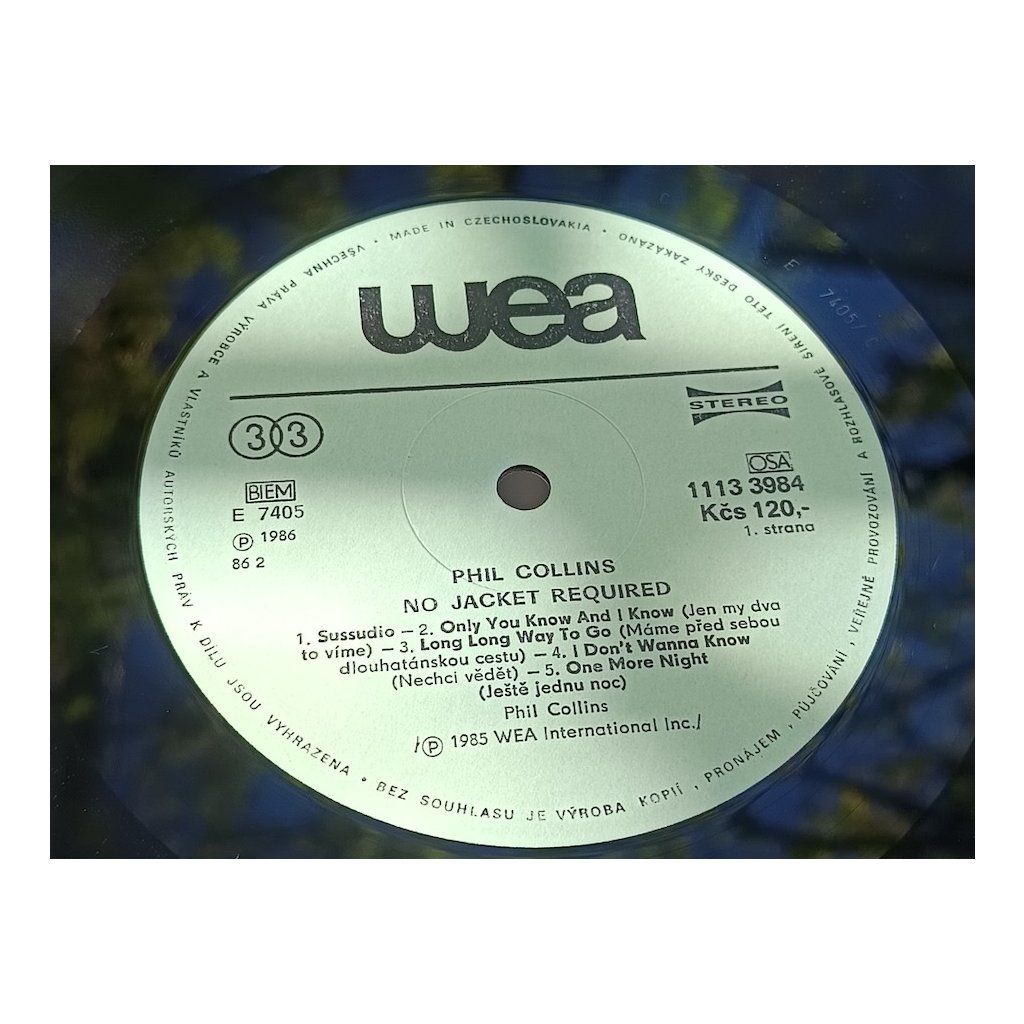 • MADE IN CZECHOSLOVAKIA •
VŠECHNA PRÁVA VÝROBCE A VLASTNÍKŮ AUTORSKÝCH PRÁV K DÍLU JSOU VYHRAZENA • BEZ SOUHLASU JE VÝROBA KOPIÍ, PRONÁJEM, PŮJČOVÁNÍ, VEŘEJNÉ PROVOZOVÁNÍ A ROZHLASOVÉ ŠÍŘENÍ TÉTO DESKY ZAKÁZÁNO
wea
STEREO
33
OSA
BIEM
1113 3984
E 7405
Kčs 120,-
Ⓟ 1986
1. strana
86 2
PHIL COLLINS
NO JACKET REQUIRED
1. Sussudio – 2. Only You Know And I Know (Jen my dva
to víme) – 3. Long Long Way To Go (Máme před sebou
dlouhatánskou cestu) – 4. I Don't Wanna Know
(Nechci vědět) – 5. One More Night
(Ještě jednu noc)
Phil Collins
/Ⓟ 1985 WEA International Inc./
E 7405/C